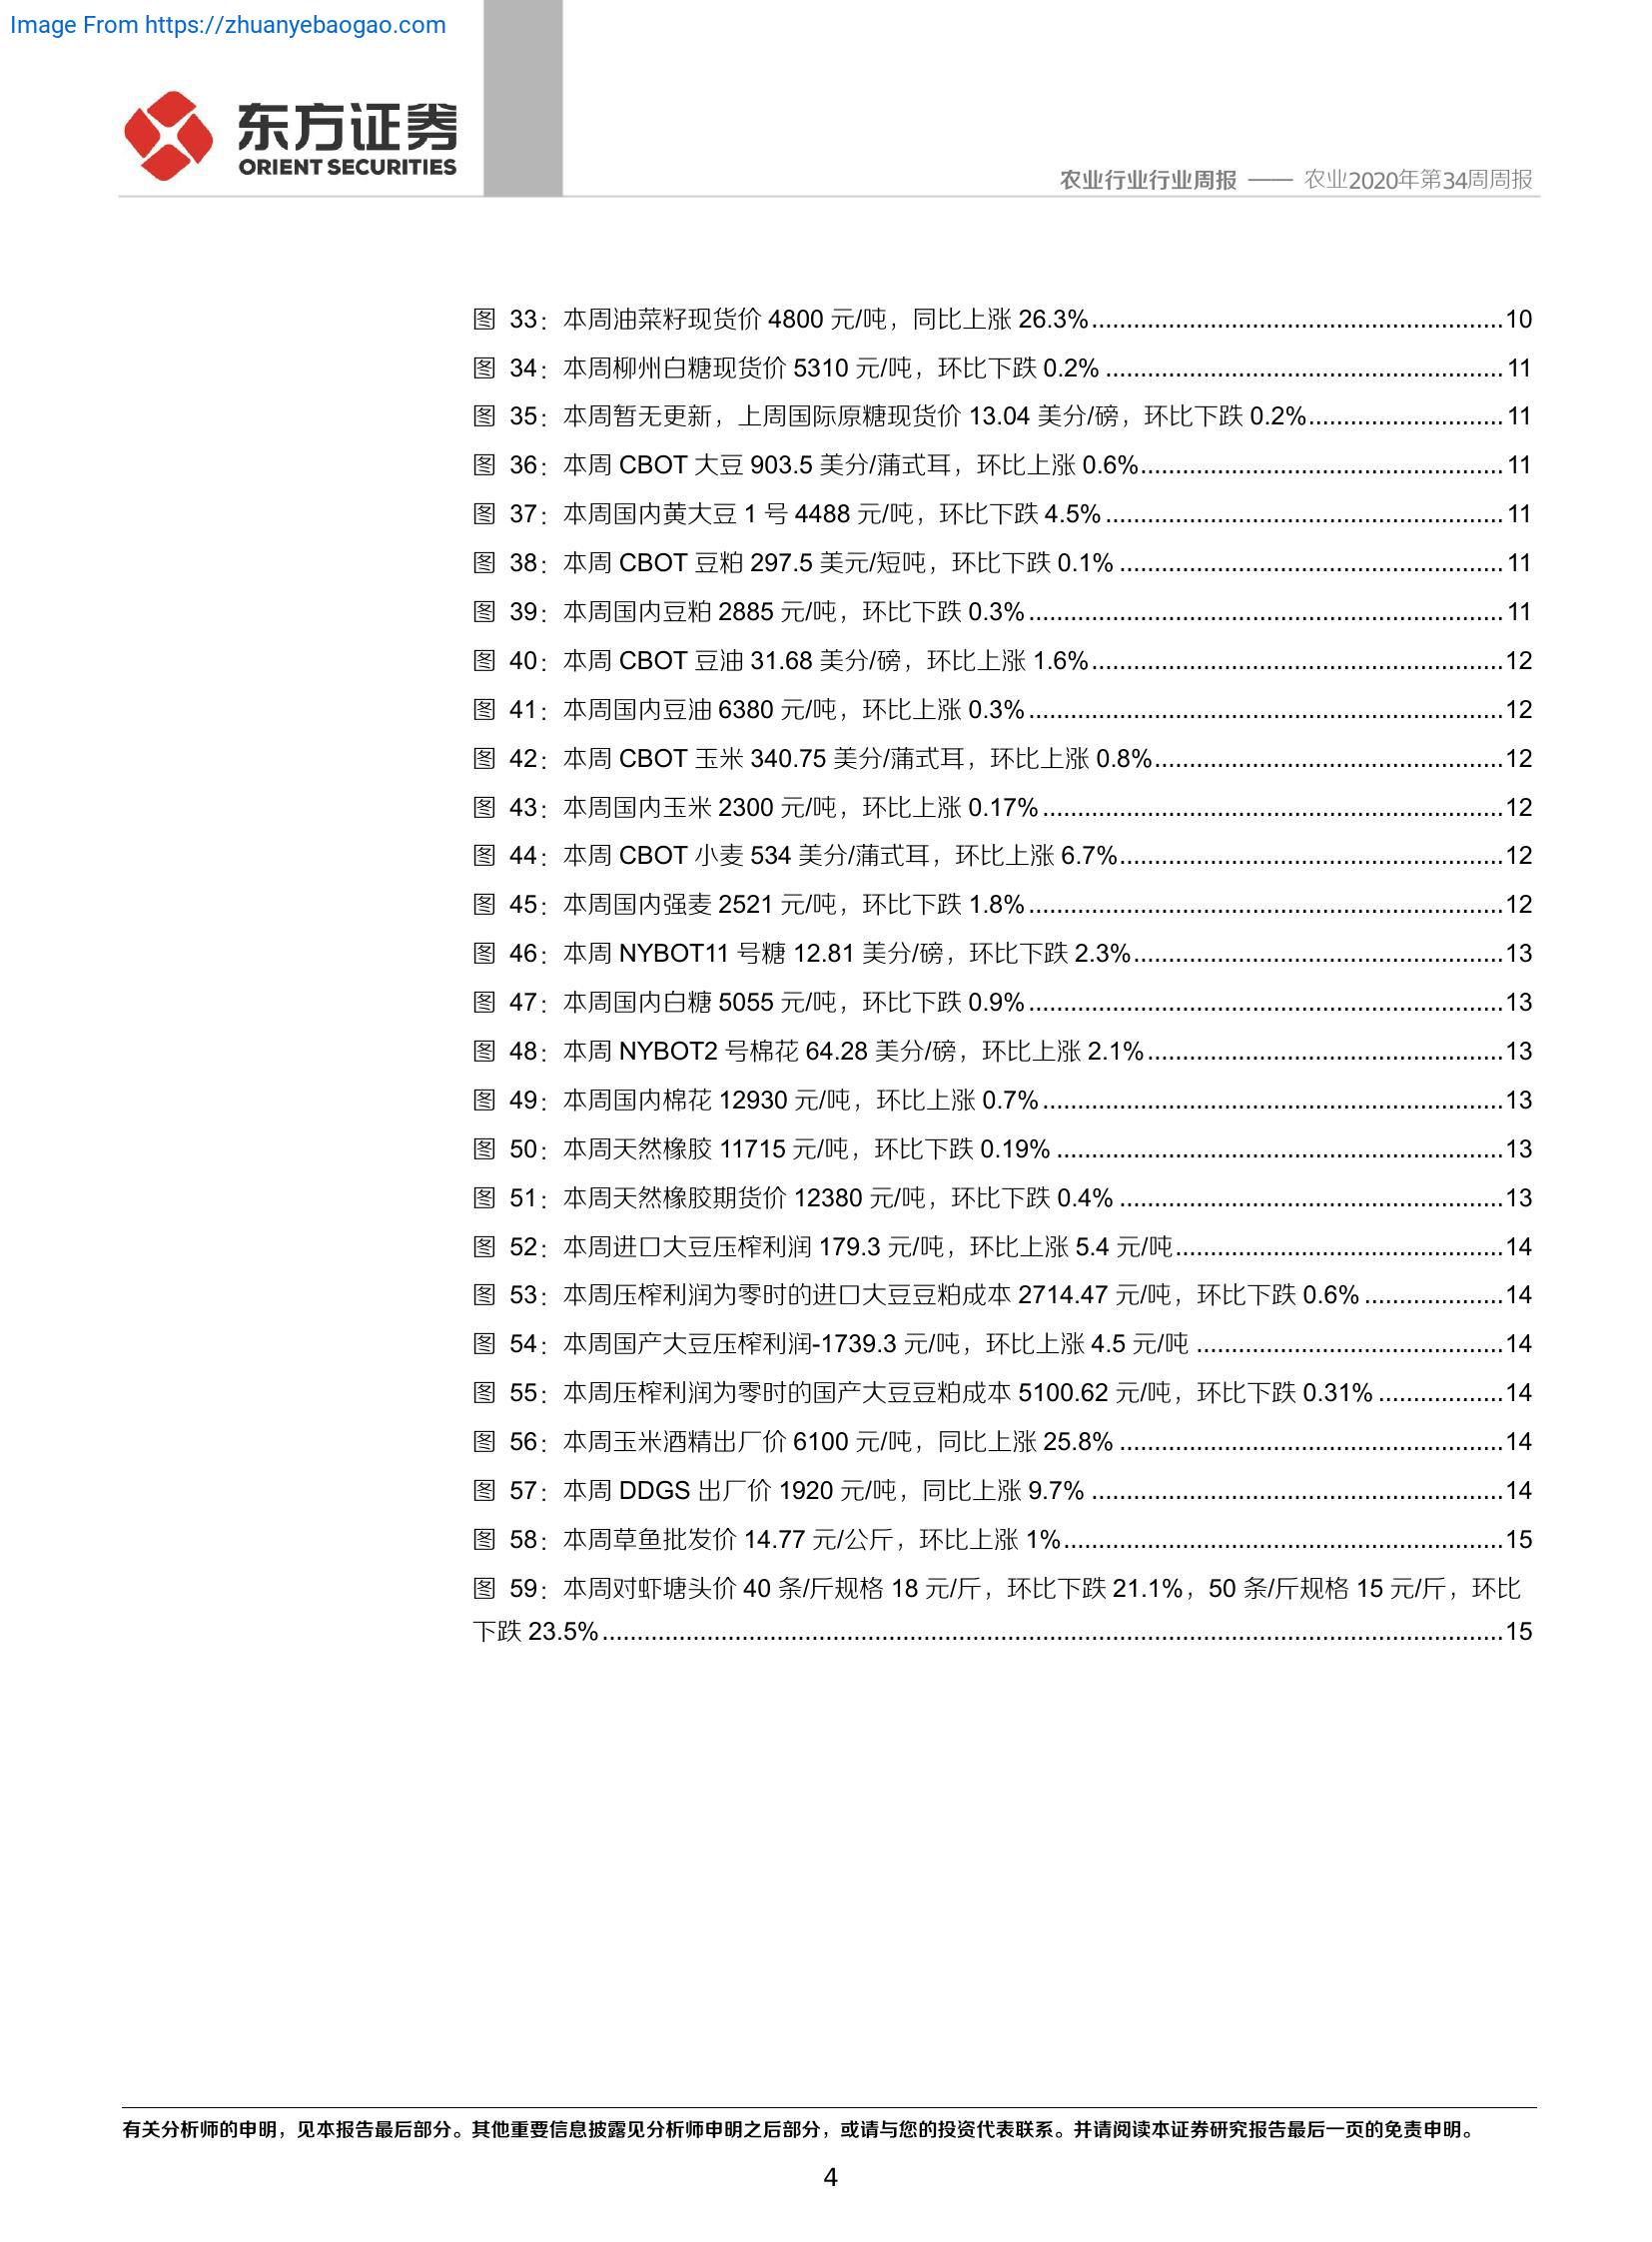 Image From https://zhuanyebaogao.com
东方证券
ORIENT SECURITIES
农业行业行业周报 —— 农业2020年第34周周报
图 33：本周油菜籽现货价 4800 元/吨，同比上涨 26.3%...........................................................10
图 34：本周柳州白糖现货价 5310 元/吨，环比下跌 0.2% .........................................................11
图 35：本周暂无更新，上周国际原糖现货价 13.04 美分/磅，环比下跌 0.2%............................11
图 36：本周 CBOT 大豆 903.5 美分/蒲式耳，环比上涨 0.6%....................................................11
图 37：本周国内黄大豆 1 号 4488 元/吨，环比下跌 4.5% .........................................................11
图 38：本周 CBOT 豆粕 297.5 美元/短吨，环比下跌 0.1% .......................................................11
图 39：本周国内豆粕 2885 元/吨，环比下跌 0.3%....................................................................11
图 40：本周 CBOT 豆油 31.68 美分/磅，环比上涨 1.6%...........................................................12
图 41：本周国内豆油 6380 元/吨，环比上涨 0.3%....................................................................12
图 42：本周 CBOT 玉米 340.75 美分/蒲式耳，环比上涨 0.8%..................................................12
图 43：本周国内玉米 2300 元/吨，环比上涨 0.17%..................................................................12
图 44：本周 CBOT 小麦 534 美分/蒲式耳，环比上涨 6.7%.......................................................12
图 45：本周国内强麦 2521 元/吨，环比下跌 1.8%....................................................................12
图 46：本周 NYBOT11 号糖 12.81 美分/磅，环比下跌 2.3%.....................................................13
图 47：本周国内白糖 5055 元/吨，环比下跌 0.9%....................................................................13
图 48：本周 NYBOT2 号棉花 64.28 美分/磅，环比上涨 2.1%...................................................13
图 49：本周国内棉花 12930 元/吨，环比上涨 0.7%..................................................................13
图 50：本周天然橡胶 11715 元/吨，环比下跌 0.19% ................................................................13
图 51：本周天然橡胶期货价 12380 元/吨，环比下跌 0.4% .......................................................13
图 52：本周进口大豆压榨利润 179.3 元/吨，环比上涨 5.4 元/吨...............................................14
图 53：本周压榨利润为零时的进口大豆豆粕成本 2714.47 元/吨，环比下跌 0.6% ....................14
图 54：本周国产大豆压榨利润-1739.3 元/吨，环比上涨 4.5 元/吨 ............................................14
图 55：本周压榨利润为零时的国产大豆豆粕成本 5100.62 元/吨，环比下跌 0.31% ..................14
图 56：本周玉米酒精出厂价 6100 元/吨，同比上涨 25.8% .......................................................14
图 57：本周 DDGS 出厂价 1920 元/吨，同比上涨 9.7% ...........................................................14
图 58：本周草鱼批发价 14.77 元/公斤，环比上涨 1%...............................................................15
图 59：本周对虾塘头价 40 条/斤规格 18 元/斤，环比下跌 21.1%，50 条/斤规格 15 元/斤，环比
下跌 23.5%.................................................................................................................................15
有关分析师的申明，见本报告最后部分。其他重要信息披露见分析师申明之后部分，或请与您的投资代表联系。并请阅读本证券研究报告最后一页的免责申明。
4